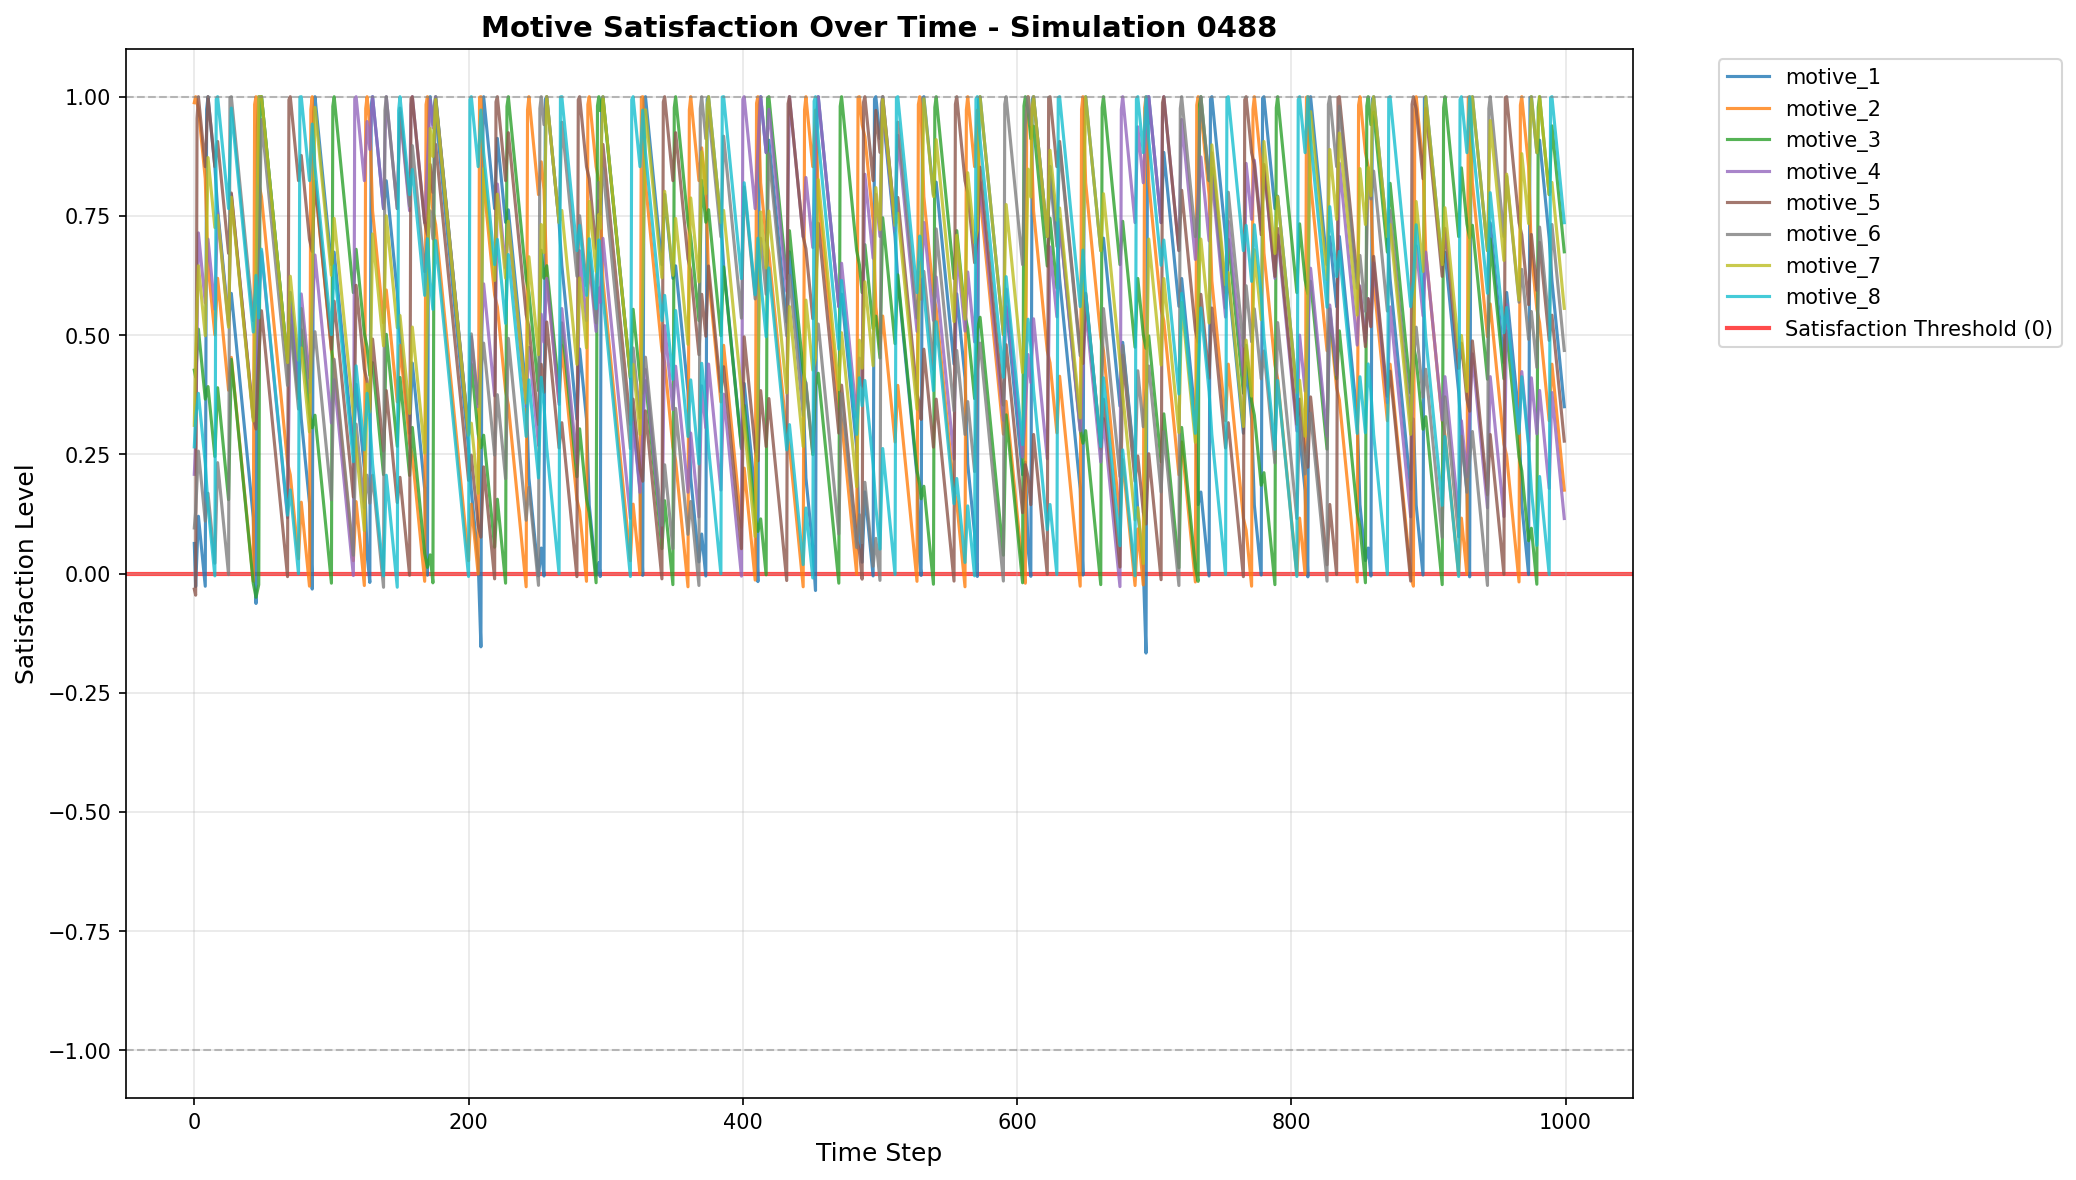 Motive Satisfaction Over Time - Simulation 0488
1.00
0.75
0.50
0.25
0.00
−0.25
−0.50
−0.75
−1.00
Satisfaction Level
0
200
400
600
800
1000
Time Step
motive_1
motive_2
motive_3
motive_4
motive_5
motive_6
motive_7
motive_8
Satisfaction Threshold (0)